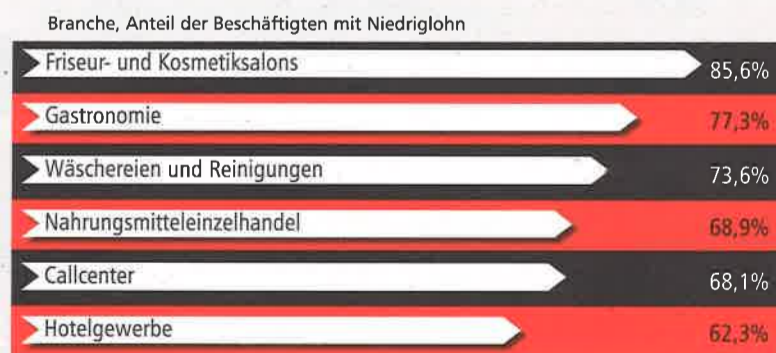 Branche, Anteil der Beschäftigten mit Niedriglohn
Friseur- und Kosmetiksalons 85,6%
Gastronomie 77,3%
Wäschereien und Reinigungen 73,6%
Nahrungsmitteleinzelhandel 68,9%
Callcenter 68,1%
Hotelgewerbe 62,3%